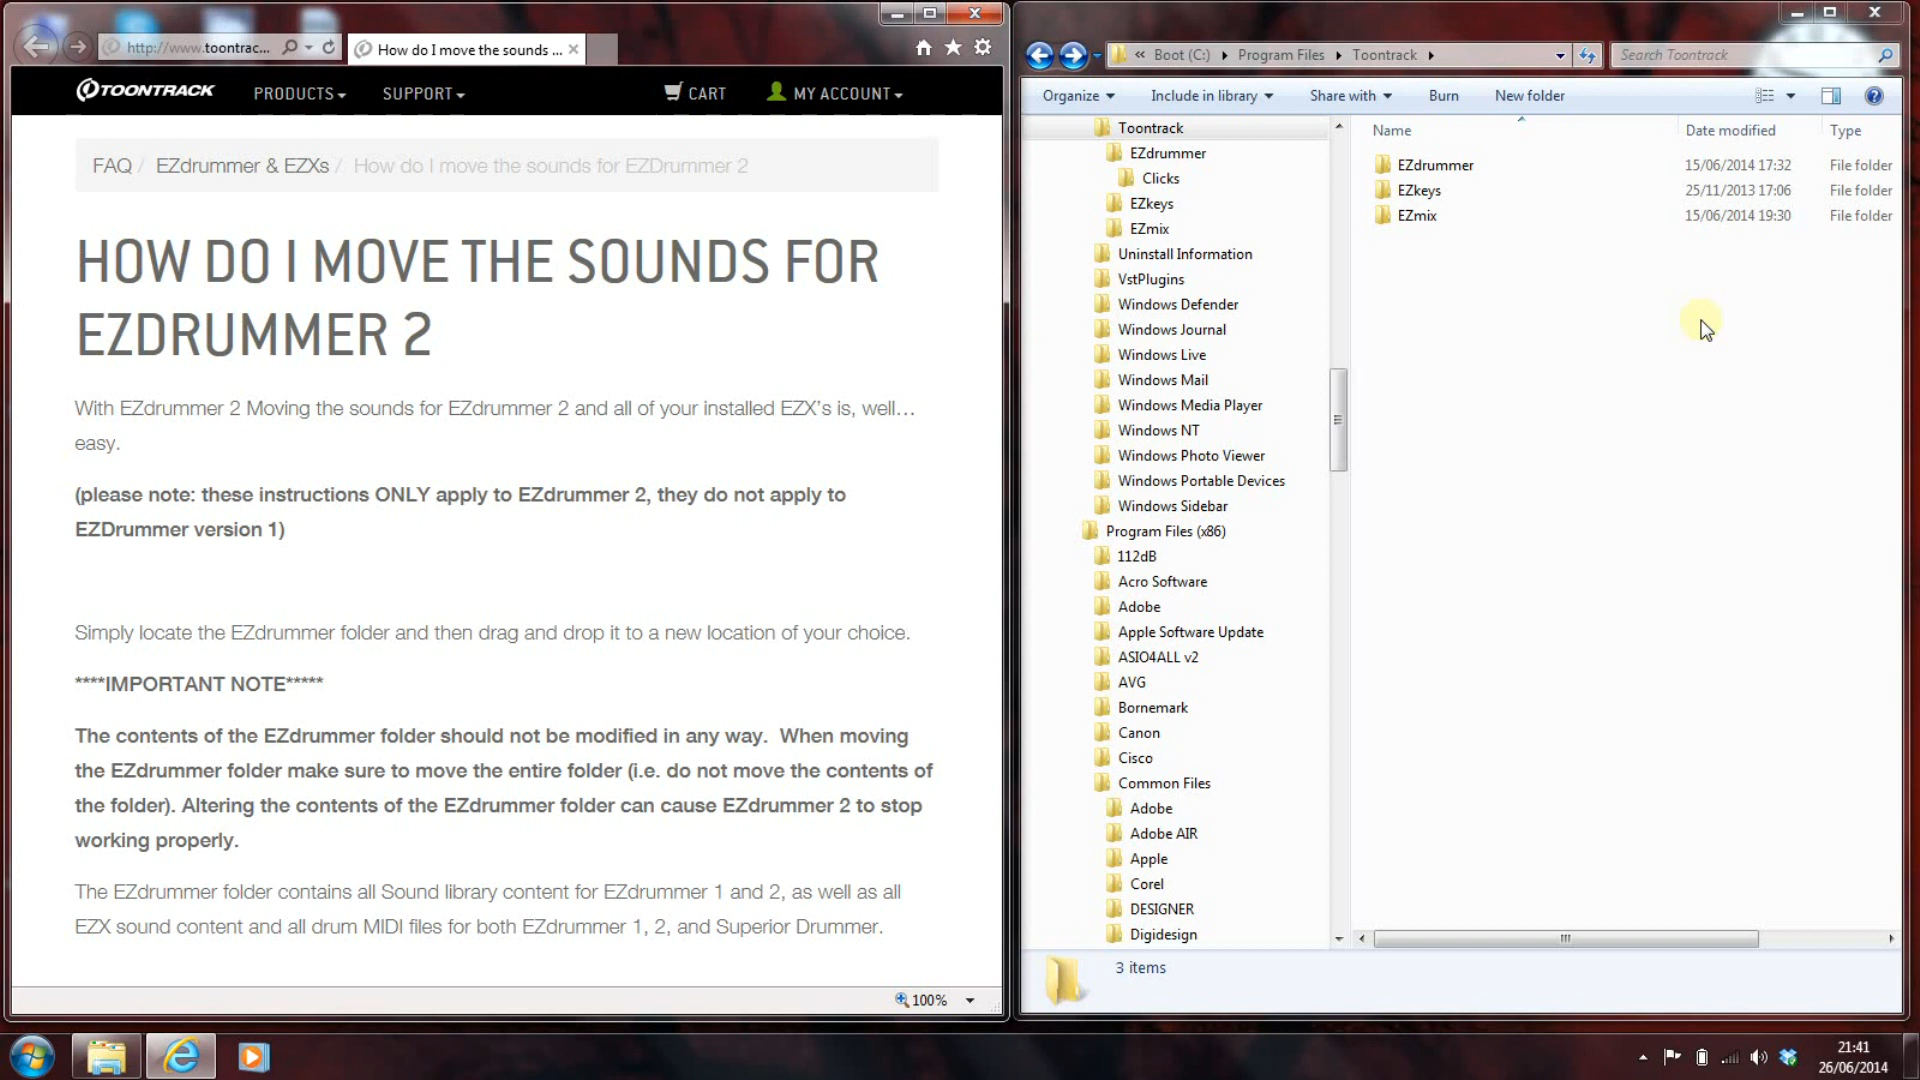 http://www.toontrac...
How do I move the sounds ...
TOONTRACK
PRODUCTS
SUPPORT
CART
MY ACCOUNT
FAQ / EZdrummer & EZXs / How do I move the sounds for EZDrummer 2
HOW DO I MOVE THE SOUNDS FOR
EZDRUMMER 2
With EZdrummer 2 Moving the sounds for EZdrummer 2 and all of your installed EZX's is, well…
easy.
(please note: these instructions ONLY apply to EZdrummer 2, they do not apply to
EZDrummer version 1)
Simply locate the EZdrummer folder and then drag and drop it to a new location of your choice.
****IMPORTANT NOTE*****
The contents of the EZdrummer folder should not be modified in any way.  When moving
the EZdrummer folder make sure to move the entire folder (i.e. do not move the contents of
the folder). Altering the contents of the EZdrummer folder can cause EZdrummer 2 to stop
working properly.
The EZdrummer folder contains all Sound library content for EZdrummer 1 and 2, as well as all
EZX sound content and all drum MIDI files for both EZdrummer 1, 2, and Superior Drummer.
100%
« Boot (C:) Program Files Toontrack
Search Toontrack
Organize
Include in library
Share with
Burn
New folder
Toontrack
EZdrummer
Clicks
EZkeys
EZmix
Uninstall Information
VstPlugins
Windows Defender
Windows Journal
Windows Live
Windows Mail
Windows Media Player
Windows NT
Windows Photo Viewer
Windows Portable Devices
Windows Sidebar
Program Files (x86)
112dB
Acro Software
Adobe
Apple Software Update
ASIO4ALL v2
AVG
Bornemark
Canon
Cisco
Common Files
Adobe
Adobe AIR
Apple
Corel
DESIGNER
Digidesign
Name Date modified Type
EZdrummer 15/06/2014 17:32 File folder
EZkeys 25/11/2013 17:06 File folder
EZmix 15/06/2014 19:30 File folder
3 items
21:41
26/06/2014